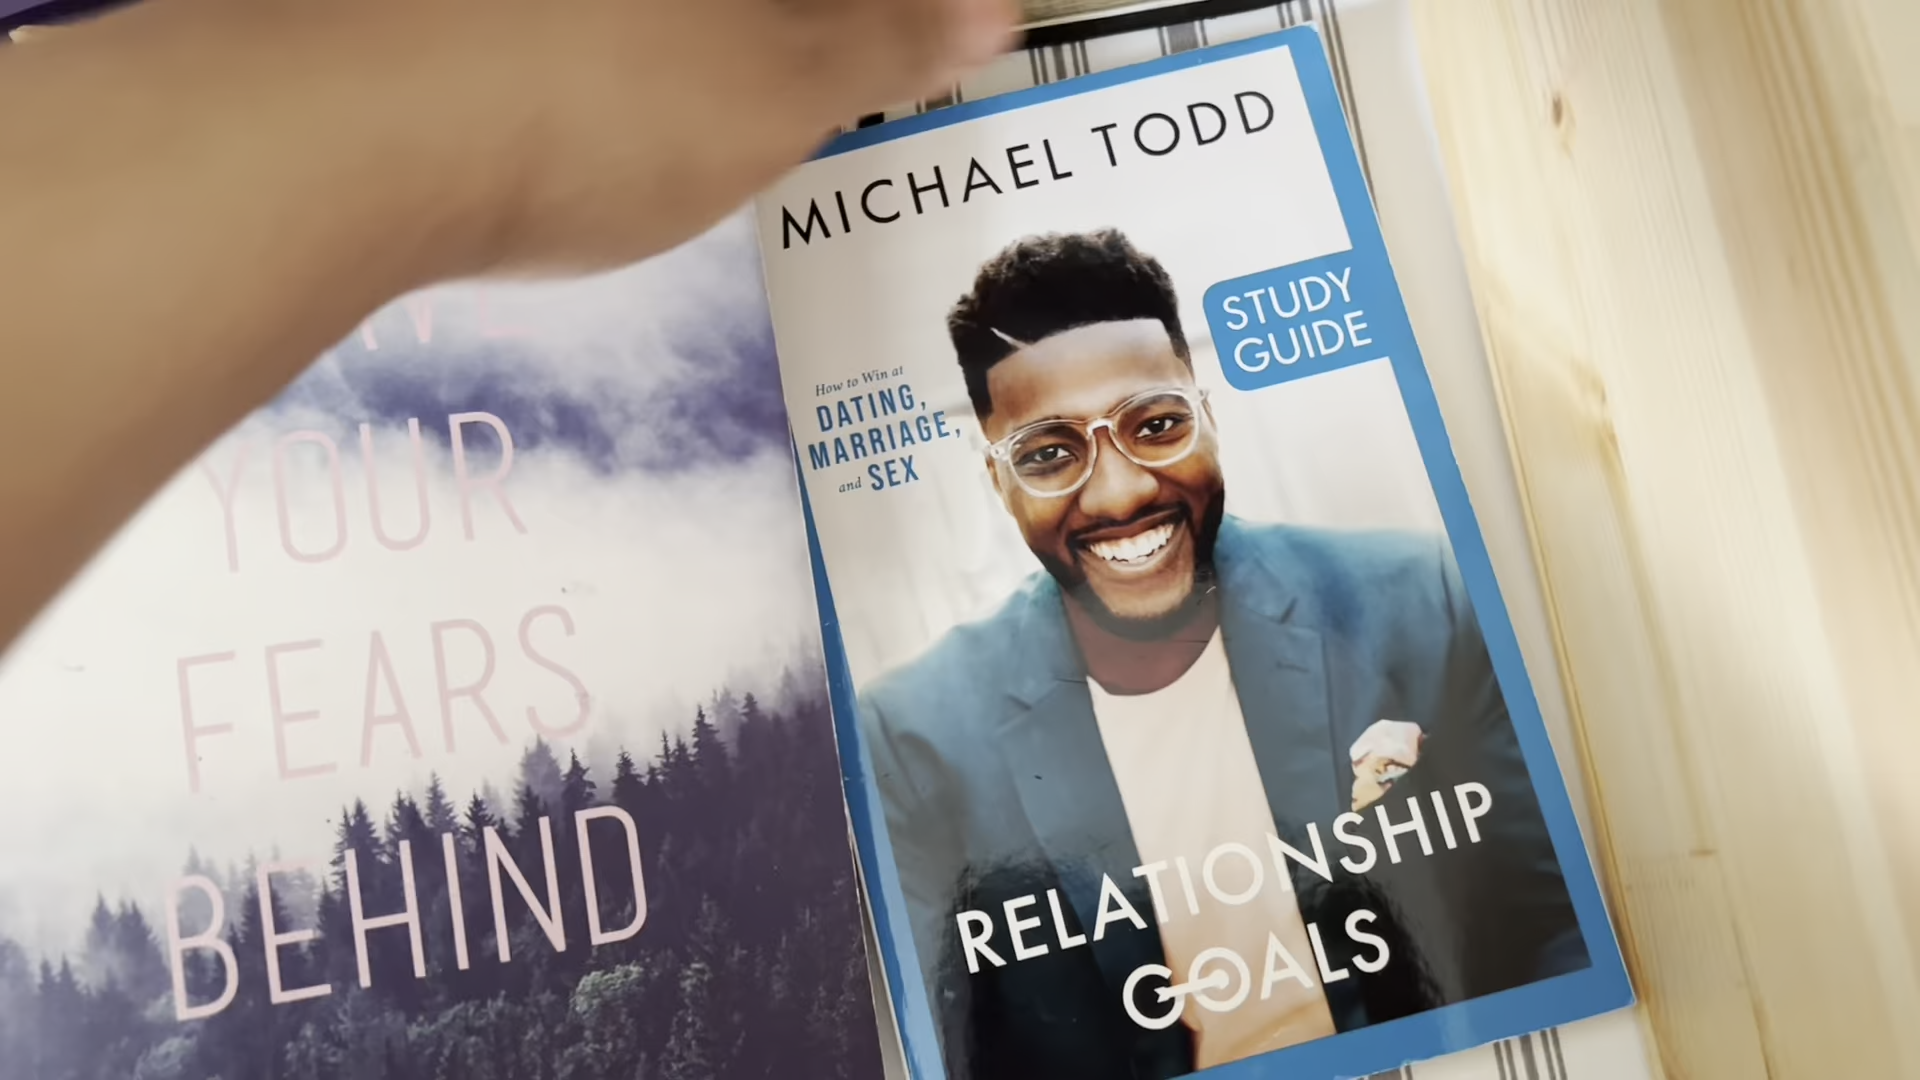 YOUR
FEARS
BEHIND
MICHAEL TODD
STUDY
GUIDE
How to Win at
DATING,
MARRIAGE,
and SEX
RELATIONSHIP
GOALS